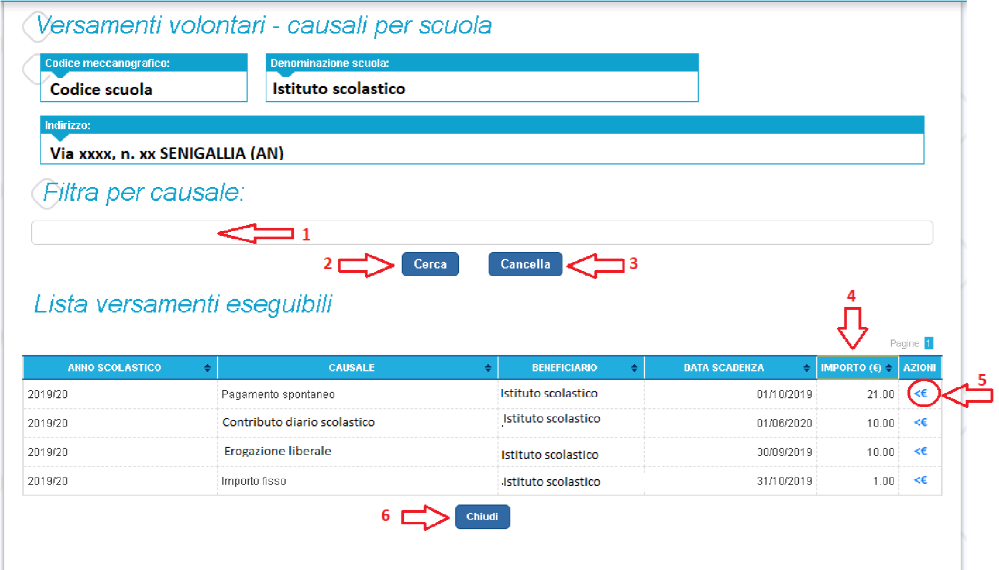 Versamenti volontari - causali per scuola
Codice meccanografico:
Denominazione scuola:
Codice scuola
Istituto scolastico
Indirizzo:
Via xxxx, n. xx SENIGALLIA (AN)
Filtra per causale:
1
2 Cerca Cancella 3
Lista versamenti eseguibili
4
Pagine 1
ANNO SCOLASTICO CAUSALE BENEFICIARIO DATA SCADENZA IMPORTO (€) AZIONI
5
2019/20 Pagamento spontaneo Istituto scolastico 01/10/2019 21.00 <€
2019/20 Contributo diario scolastico .Istituto scolastico 01/06/2020 10.00 <€
2019/20 Erogazione liberale Istituto scolastico 30/09/2019 10.00 <€
2019/20 Importo fisso .Istituto scolastico 31/10/2019 1.00 <€
6 Chiudi